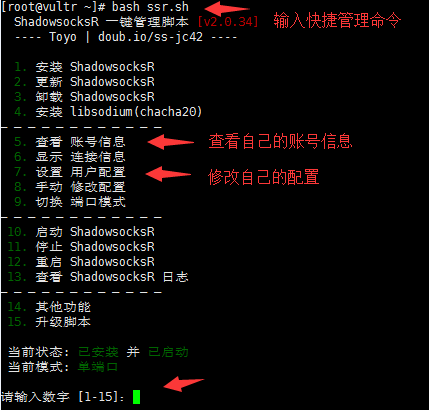 [root@vultr ~]# bash ssr.sh
ShadowsocksR 一键管理脚本 [v2.0.34] 输入快捷管理命令
---- Toyo | doub.io/ss-jc42 ----
1. 安装 ShadowsocksR
2. 更新 ShadowsocksR
3. 卸载 ShadowsocksR
4. 安装 libsodium(chacha20)
5. 查看 账号信息 查看自己的账号信息
6. 显示 连接信息
7. 设置 用户配置 修改自己的配置
8. 手动 修改配置
9. 切换 端口模式
10. 启动 ShadowsocksR
11. 停止 ShadowsocksR
12. 重启 ShadowsocksR
13. 查看 ShadowsocksR 日志
14. 其他功能
15. 升级脚本
当前状态: 已安装 并 已启动
当前模式: 单端口
请输入数字 [1-15]: